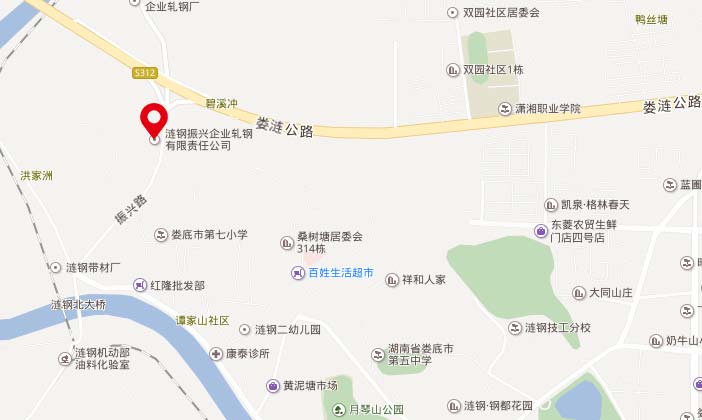 企业轧钢厂
双园社区居委会
鸭丝塘
双园社区1栋
S312
碧溪冲
潇湘职业学院
娄涟公路
娄涟公路
涟钢振兴企业轧钢
有限责任公司
洪家洲
蓝圃
振兴路
凯泉·格林春天
东菱农贸生鲜
门店四号店
娄底市第七小学
桑树塘居委会
314栋
涟钢带材厂
百姓生活超市
祥和人家
红隆批发部
大同山庄
涟钢北大桥
谭家山社区
涟钢二幼儿园
涟钢技工分校
奶牛山小
涟钢机动部
油料化验室
康泰诊所
湖南省娄底市
第五中学
黄泥塘市场
月琴山公园
涟钢·钢都花园